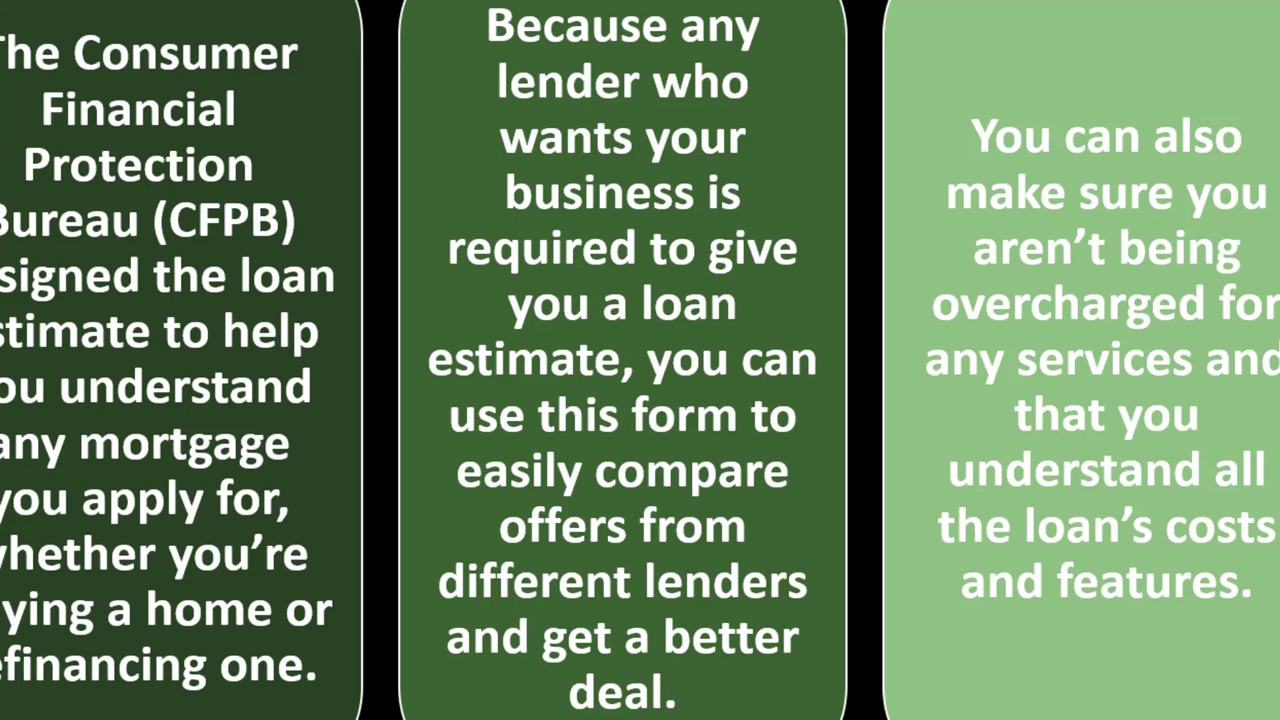 The Consumer
Financial
Protection
Bureau (CFPB)
signed the loan
stimate to help
ou understand
any mortgage
you apply for,
whether you’re
ying a home or
efinancing one.
Because any
lender who
wants your
business is
required to give
you a loan
estimate, you can
use this form to
easily compare
offers from
different lenders
and get a better
deal.
You can also
make sure you
aren’t being
overcharged for
any services and
that you
understand all
the loan’s costs
and features.